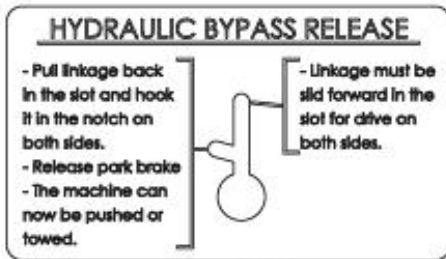 HYDRAULIC BYPASS RELEASE
- Pull linkage back
in the slot and hook
it in the notch on
both sides.
- Release park brake
- The machine can
now be pushed or
towed.
- Linkage must be
slid forward in the
slot for drive on
both sides.